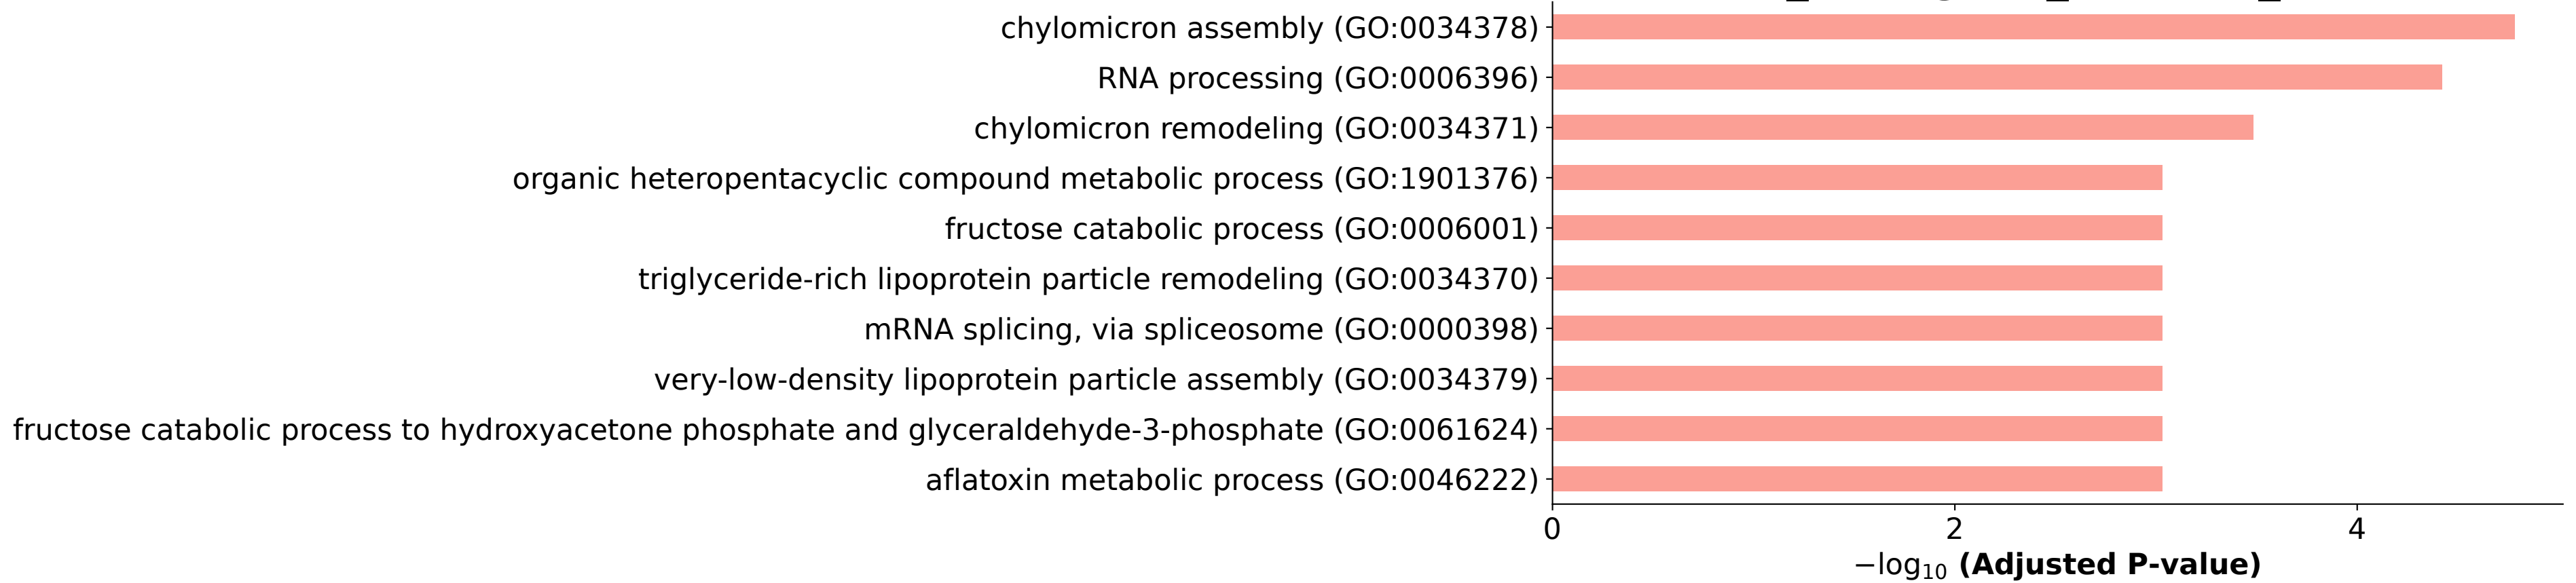 chylomicron assembly (GO:0034378)
RNA processing (GO:0006396)
chylomicron remodeling (GO:0034371)
organic heteropentacyclic compound metabolic process (GO:1901376)
fructose catabolic process (GO:0006001)
triglyceride-rich lipoprotein particle remodeling (GO:0034370)
mRNA splicing, via spliceosome (GO:0000398)
very-low-density lipoprotein particle assembly (GO:0034379)
fructose catabolic process to hydroxyacetone phosphate and glyceraldehyde-3-phosphate (GO:0061624)
aflatoxin metabolic process (GO:0046222)
0 2 4
−log₁₀ (Adjusted P-value)